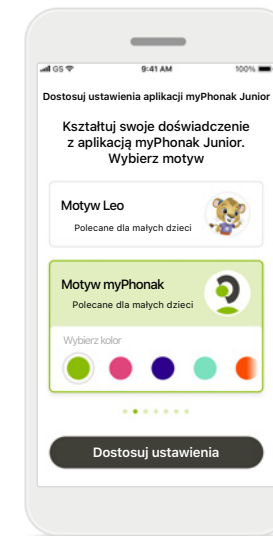 GS
9:41 AM
100%
Dostosuj ustawienia aplikacji myPhonak Junior
Kształtuj swoje doświadczenie
z aplikacją myPhonak Junior.
Wybierz motyw
Motyw Leo
Polecane dla małych dzieci
Motyw myPhonak
Polecane dla małych dzieci
Wybierz kolor
Dostosuj ustawienia